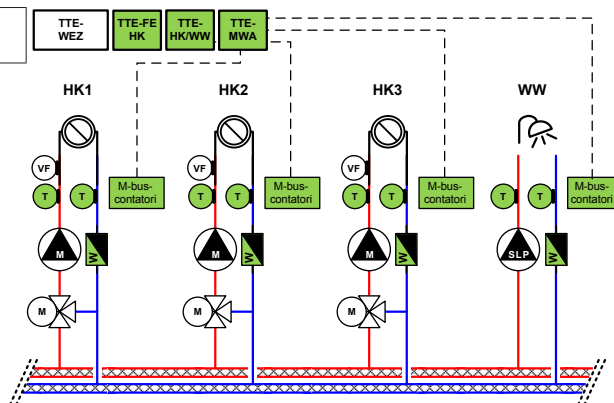 TTE-
WEZ
TTE-FE
HK
TTE-
HK/WW
TTE-
MWA
HK1
HK2
HK3
WW
VF
VF
VF
T
T
M-bus-
contatori
T
T
M-bus-
contatori
T
T
M-bus-
contatori
T
T
M-bus-
contatori
M
W
M
W
M
W
SLP
W
M
M
M